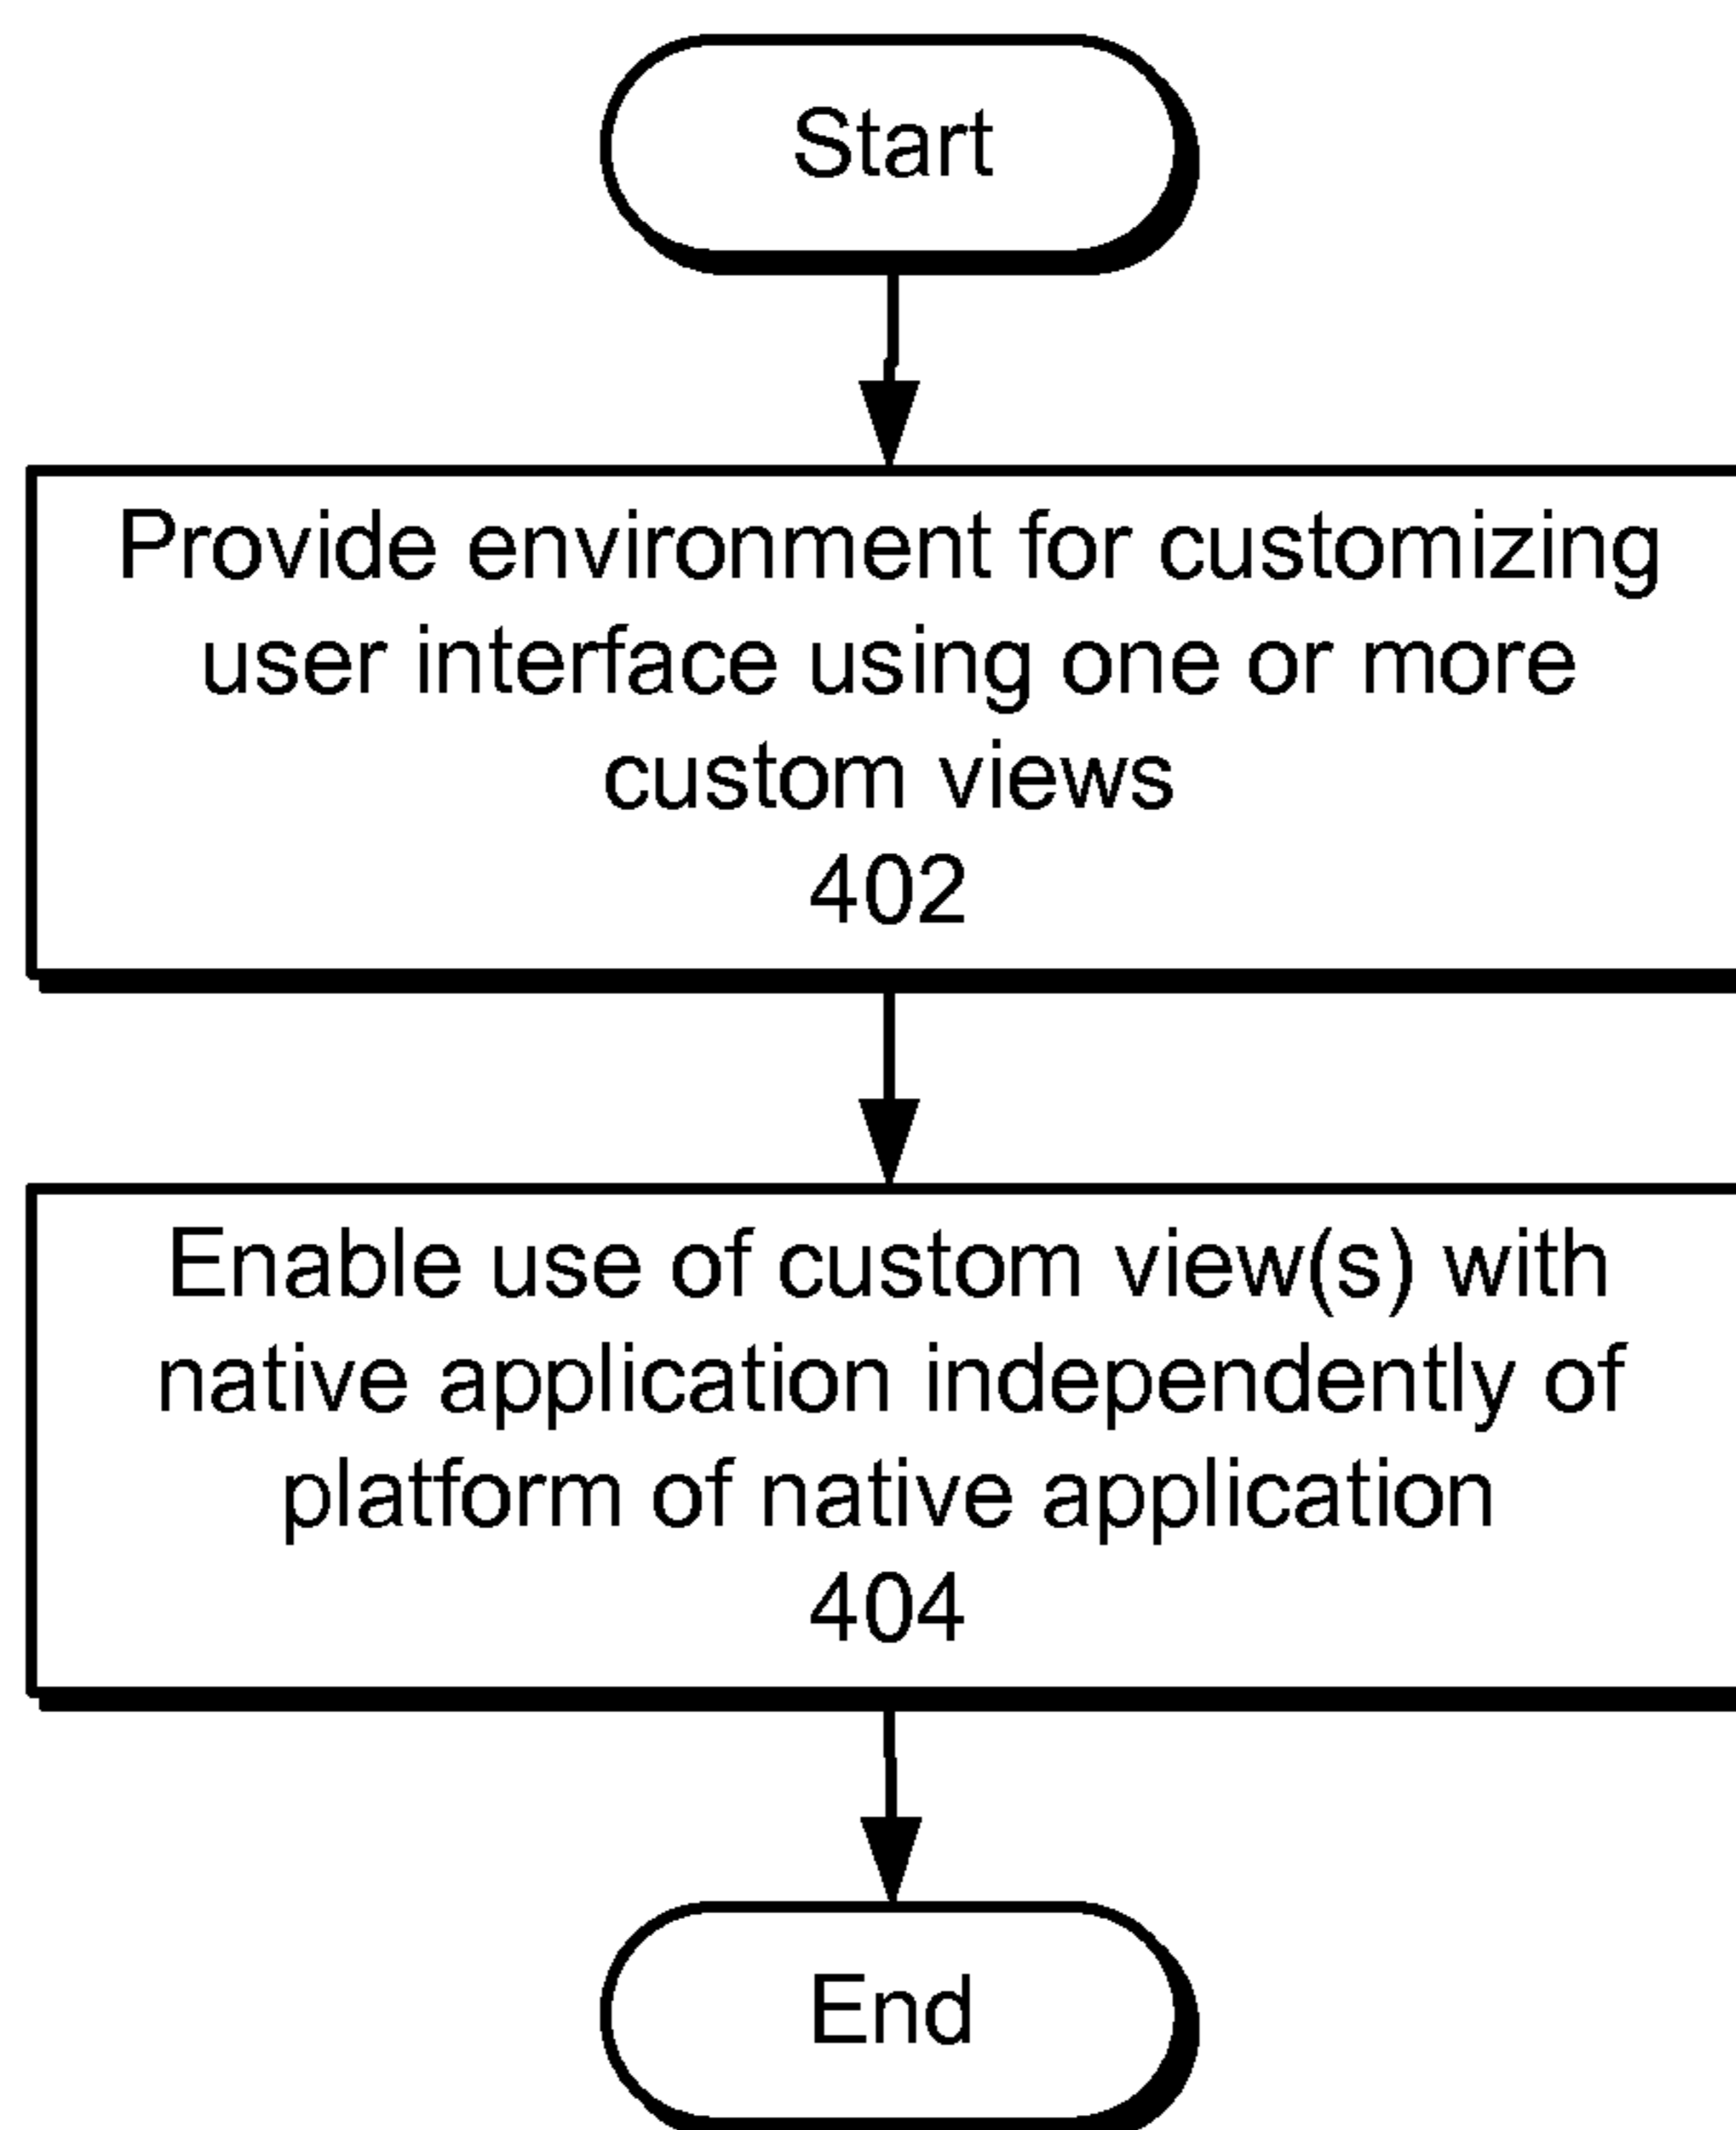 Start
Provide environment for customizing
user interface using one or more
custom views
402
Enable use of custom view(s) with
native application independently of
platform of native application
404
End